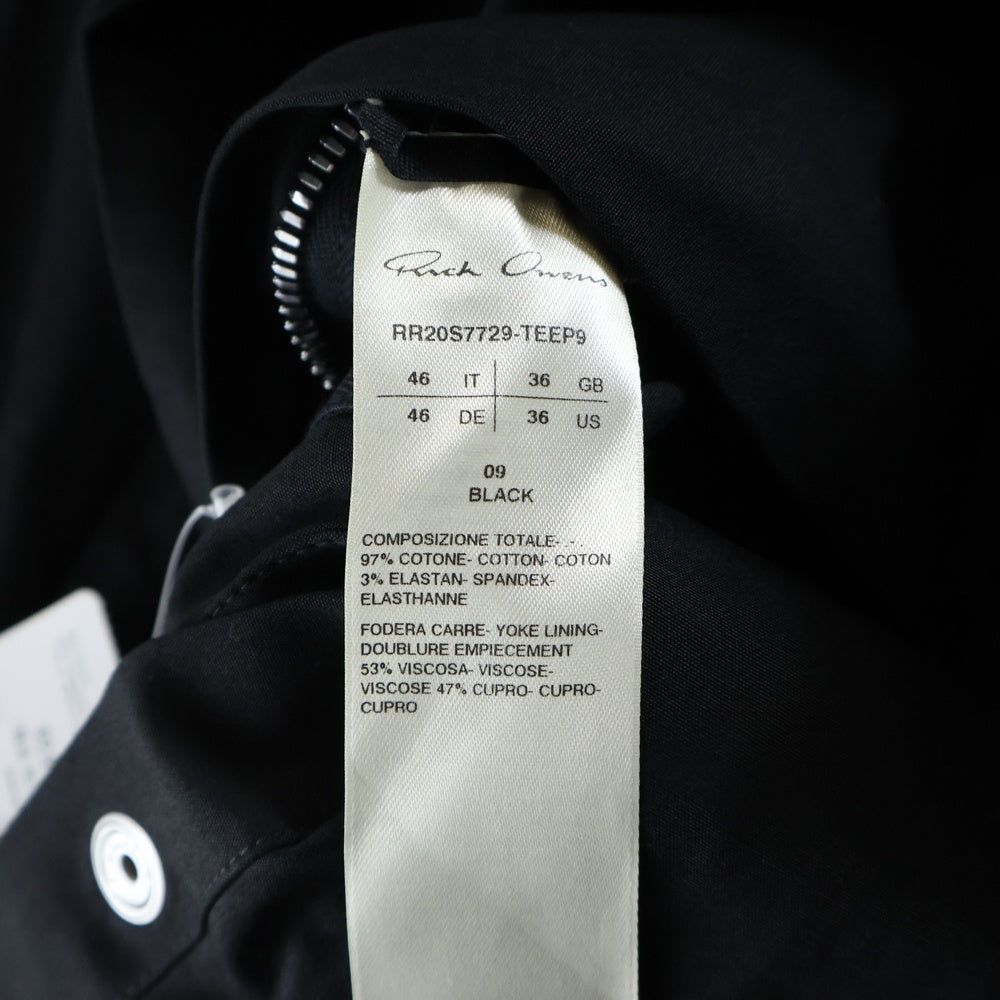 Rick Owens
RR20S7729-TEEP9
46 IT 36 GB
46 DE 36 US
09
BLACK
COMPOSIZIONE TOTALE- .- .
97% COTONE- COTTON- COTON
3% ELASTAN- SPANDEX-
ELASTHANNE
FODERA CARRE- YOKE LINING-
DOUBLURE EMPIECEMENT
53% VISCOSA- VISCOSE-
VISCOSE 47% CUPRO- CUPRO-
CUPRO